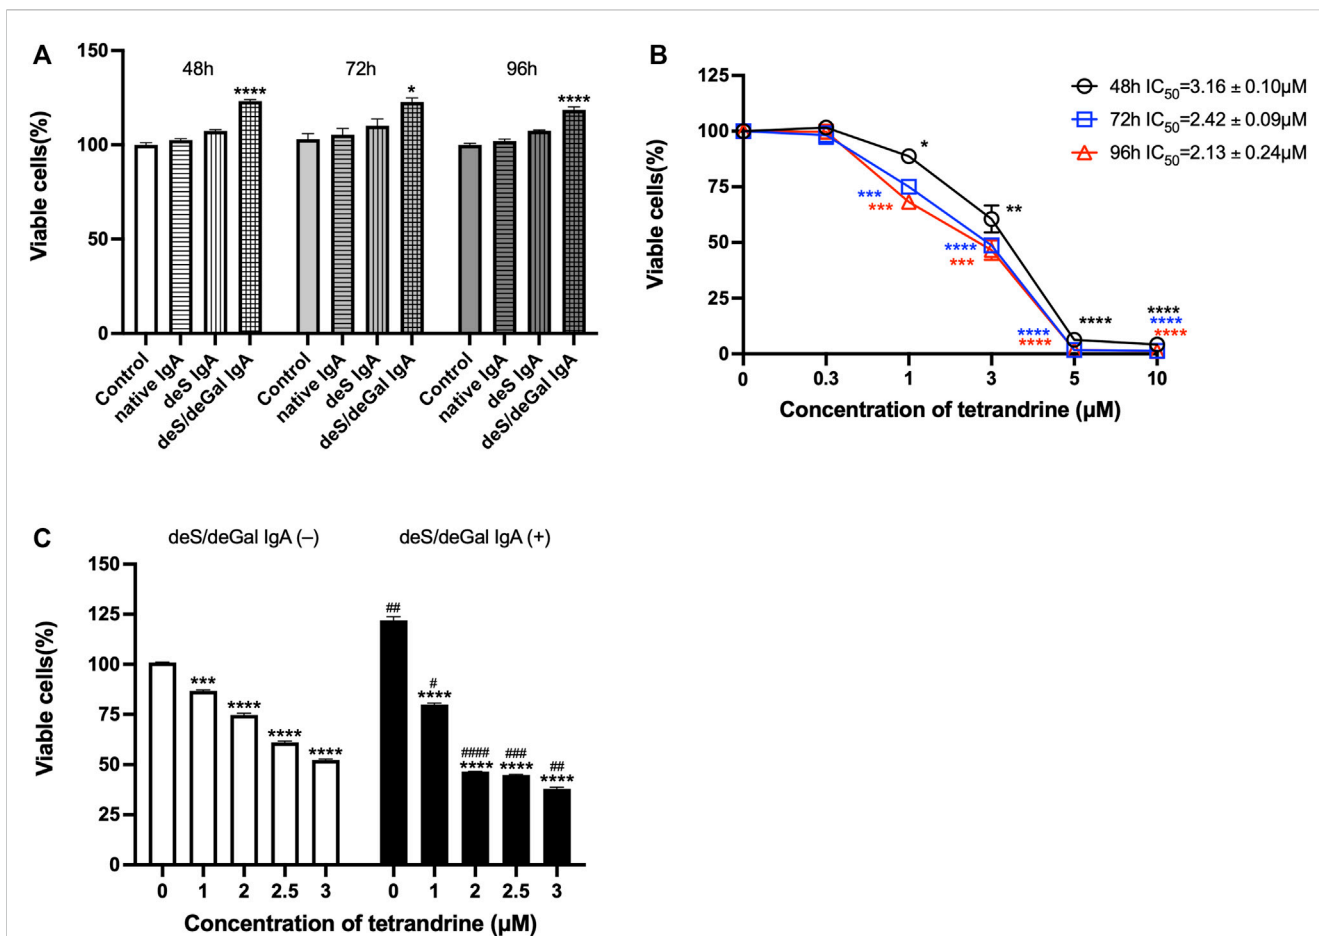 A
150
100
50
0
Viable cells(%)
48h
72h
96h
****
*
****
Control
native IgA
deS IgA
deS/deGal IgA
Control
native IgA
deS IgA
deS/deGal IgA
Control
native IgA
deS IgA
deS/deGal IgA
B
125
100
75
50
25
0
Viable cells(%)
48h IC50=3.16 ± 0.10μM
72h IC50=2.42 ± 0.09μM
96h IC50=2.13 ± 0.24μM
*
***
***
**
****
***
****
****
****
****
****
****
0 0.3 1 3 5 10
Concentration of tetrandrine (μM)
C
deS/deGal IgA (–) deS/deGal IgA (+)
150
125
100
75
50
25
0
Viable cells(%)
***
****
****
****
##
#
****
####
****
###
****
##
****
0 1 2 2.5 3 0 1 2 2.5 3
Concentration of tetrandrine (μM)